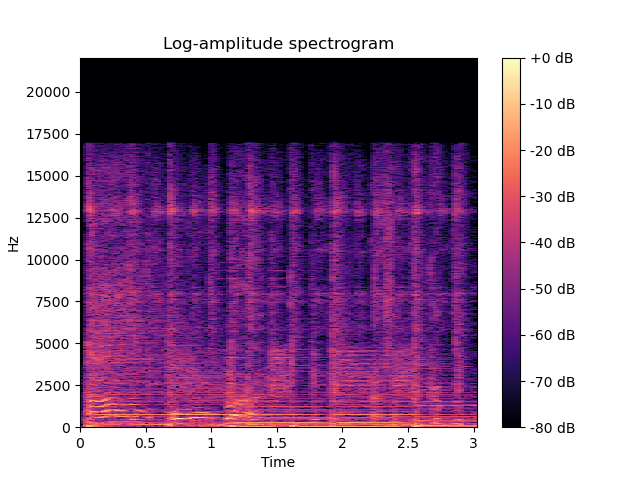 Log-amplitude spectrogram
Hz
20000
17500
15000
12500
10000
7500
5000
2500
0
0 0.5 1 1.5 2 2.5 3
Time
+0 dB
-10 dB
-20 dB
-30 dB
-40 dB
-50 dB
-60 dB
-70 dB
-80 dB